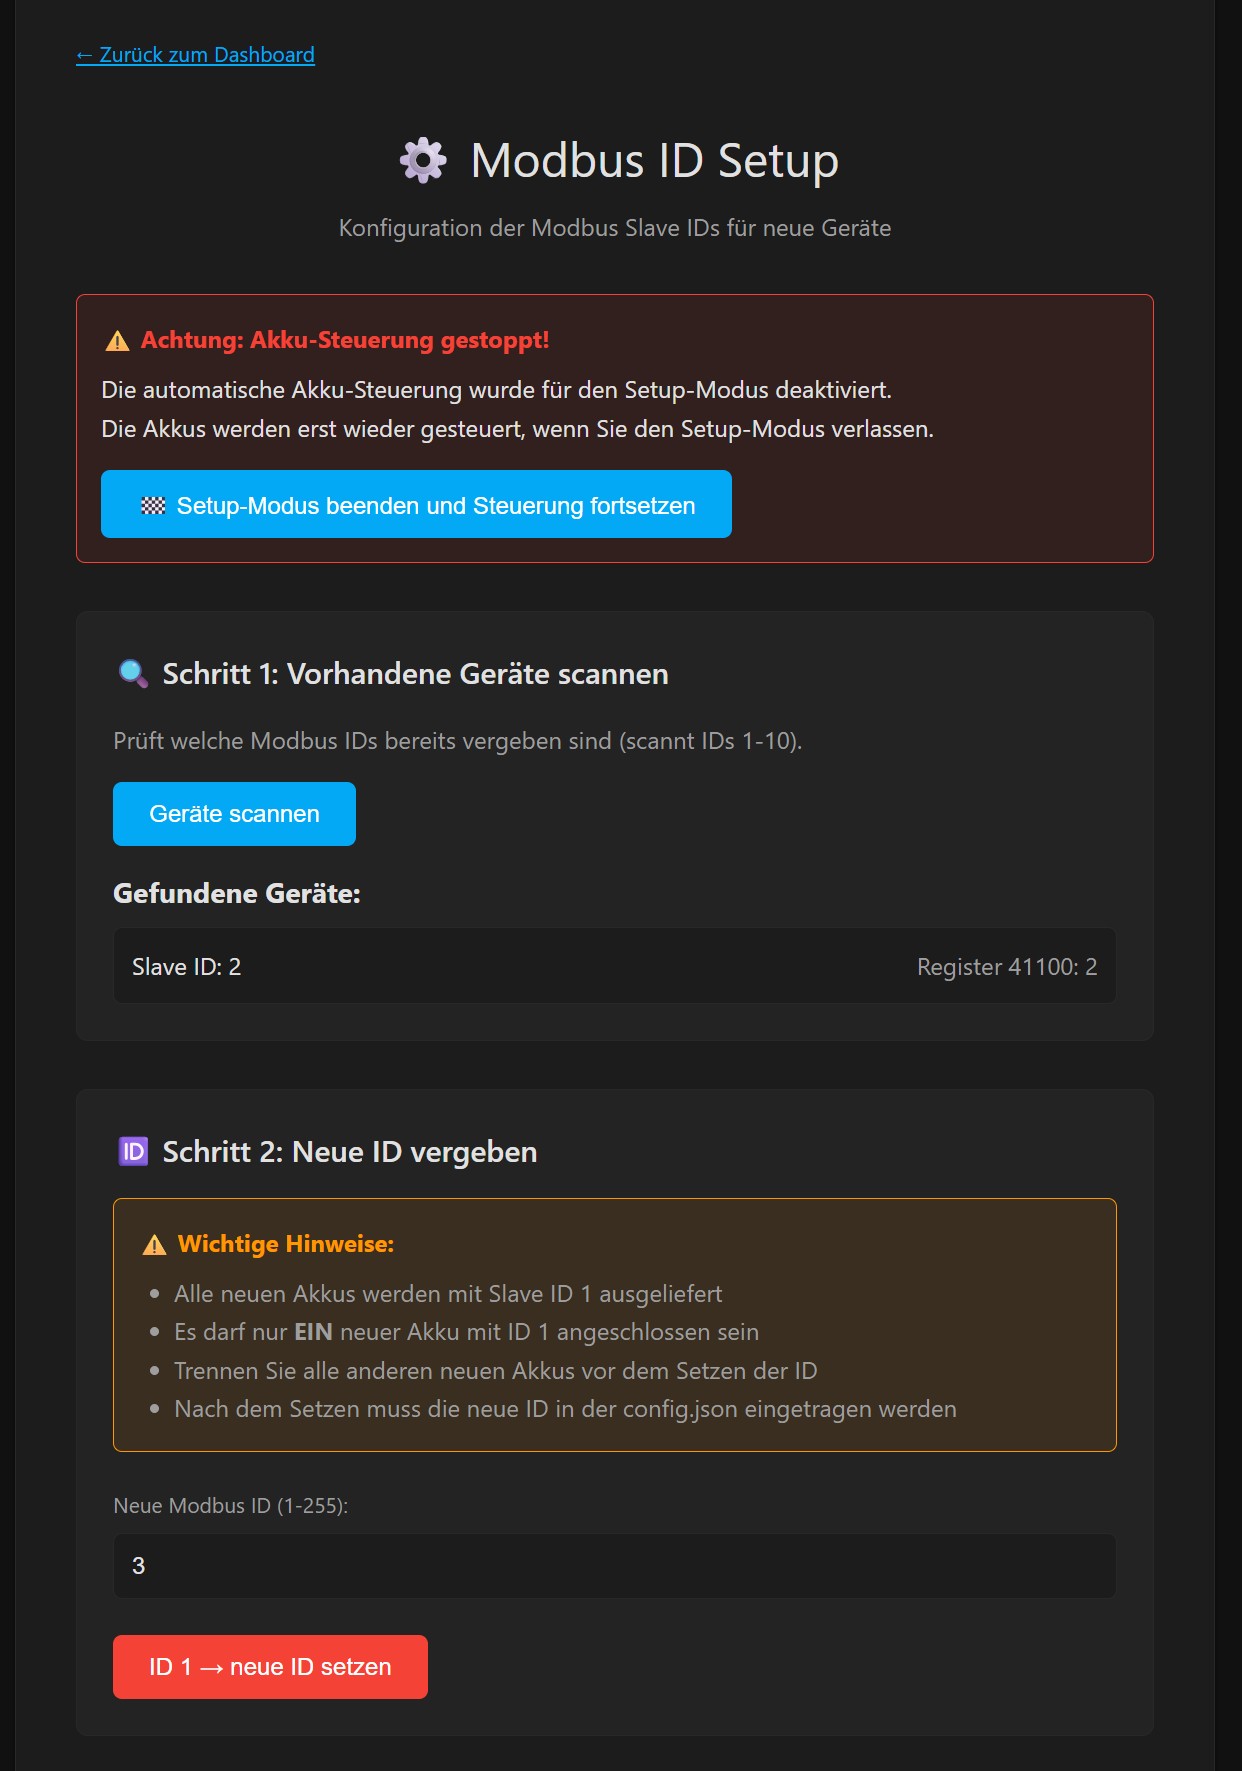 ← Zurück zum Dashboard
⚙️ Modbus ID Setup
Konfiguration der Modbus Slave IDs für neue Geräte
⚠️ Achtung: Akku-Steuerung gestoppt!
Die automatische Akku-Steuerung wurde für den Setup-Modus deaktiviert.
Die Akkus werden erst wieder gesteuert, wenn Sie den Setup-Modus verlassen.
🏁 Setup-Modus beenden und Steuerung fortsetzen
🔍 Schritt 1: Vorhandene Geräte scannen
Prüft welche Modbus IDs bereits vergeben sind (scannt IDs 1-10).
Geräte scannen
Gefundene Geräte:
Slave ID: 2 Register 41100: 2
🆔 Schritt 2: Neue ID vergeben
⚠️ Wichtige Hinweise:
• Alle neuen Akkus werden mit Slave ID 1 ausgeliefert
• Es darf nur EIN neuer Akku mit ID 1 angeschlossen sein
• Trennen Sie alle anderen neuen Akkus vor dem Setzen der ID
• Nach dem Setzen muss die neue ID in der config.json eingetragen werden
Neue Modbus ID (1-255):
3
ID 1 → neue ID setzen